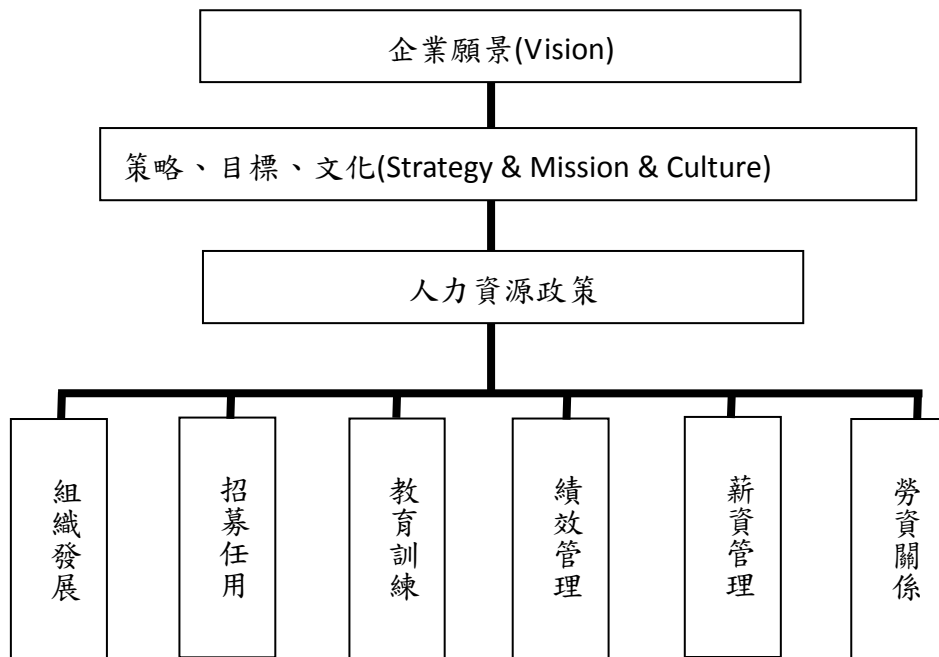 企業願景(Vision)
策略、目標、文化(Strategy & Mission & Culture)
人力資源政策
組織發展
招募任用
教育訓練
績效管理
薪資管理
勞資關係